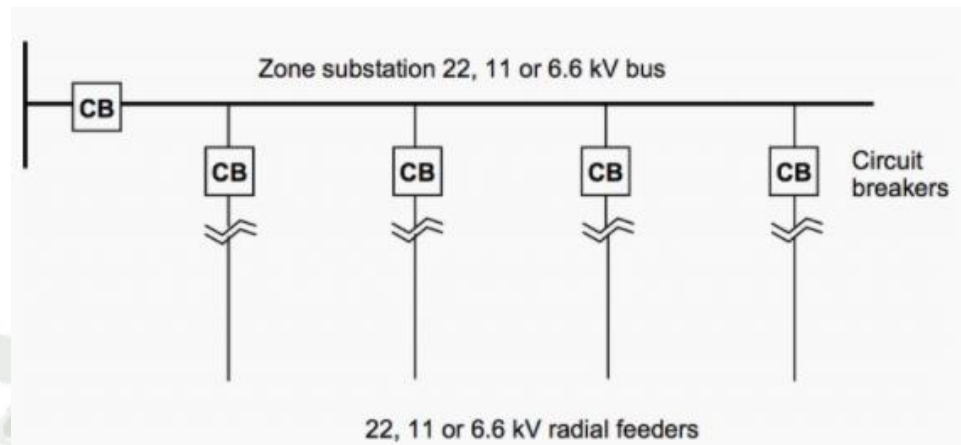 Zone substation 22, 11 or 6.6 kV bus
CB
CB
CB
CB
CB
Circuit
breakers
22, 11 or 6.6 kV radial feeders